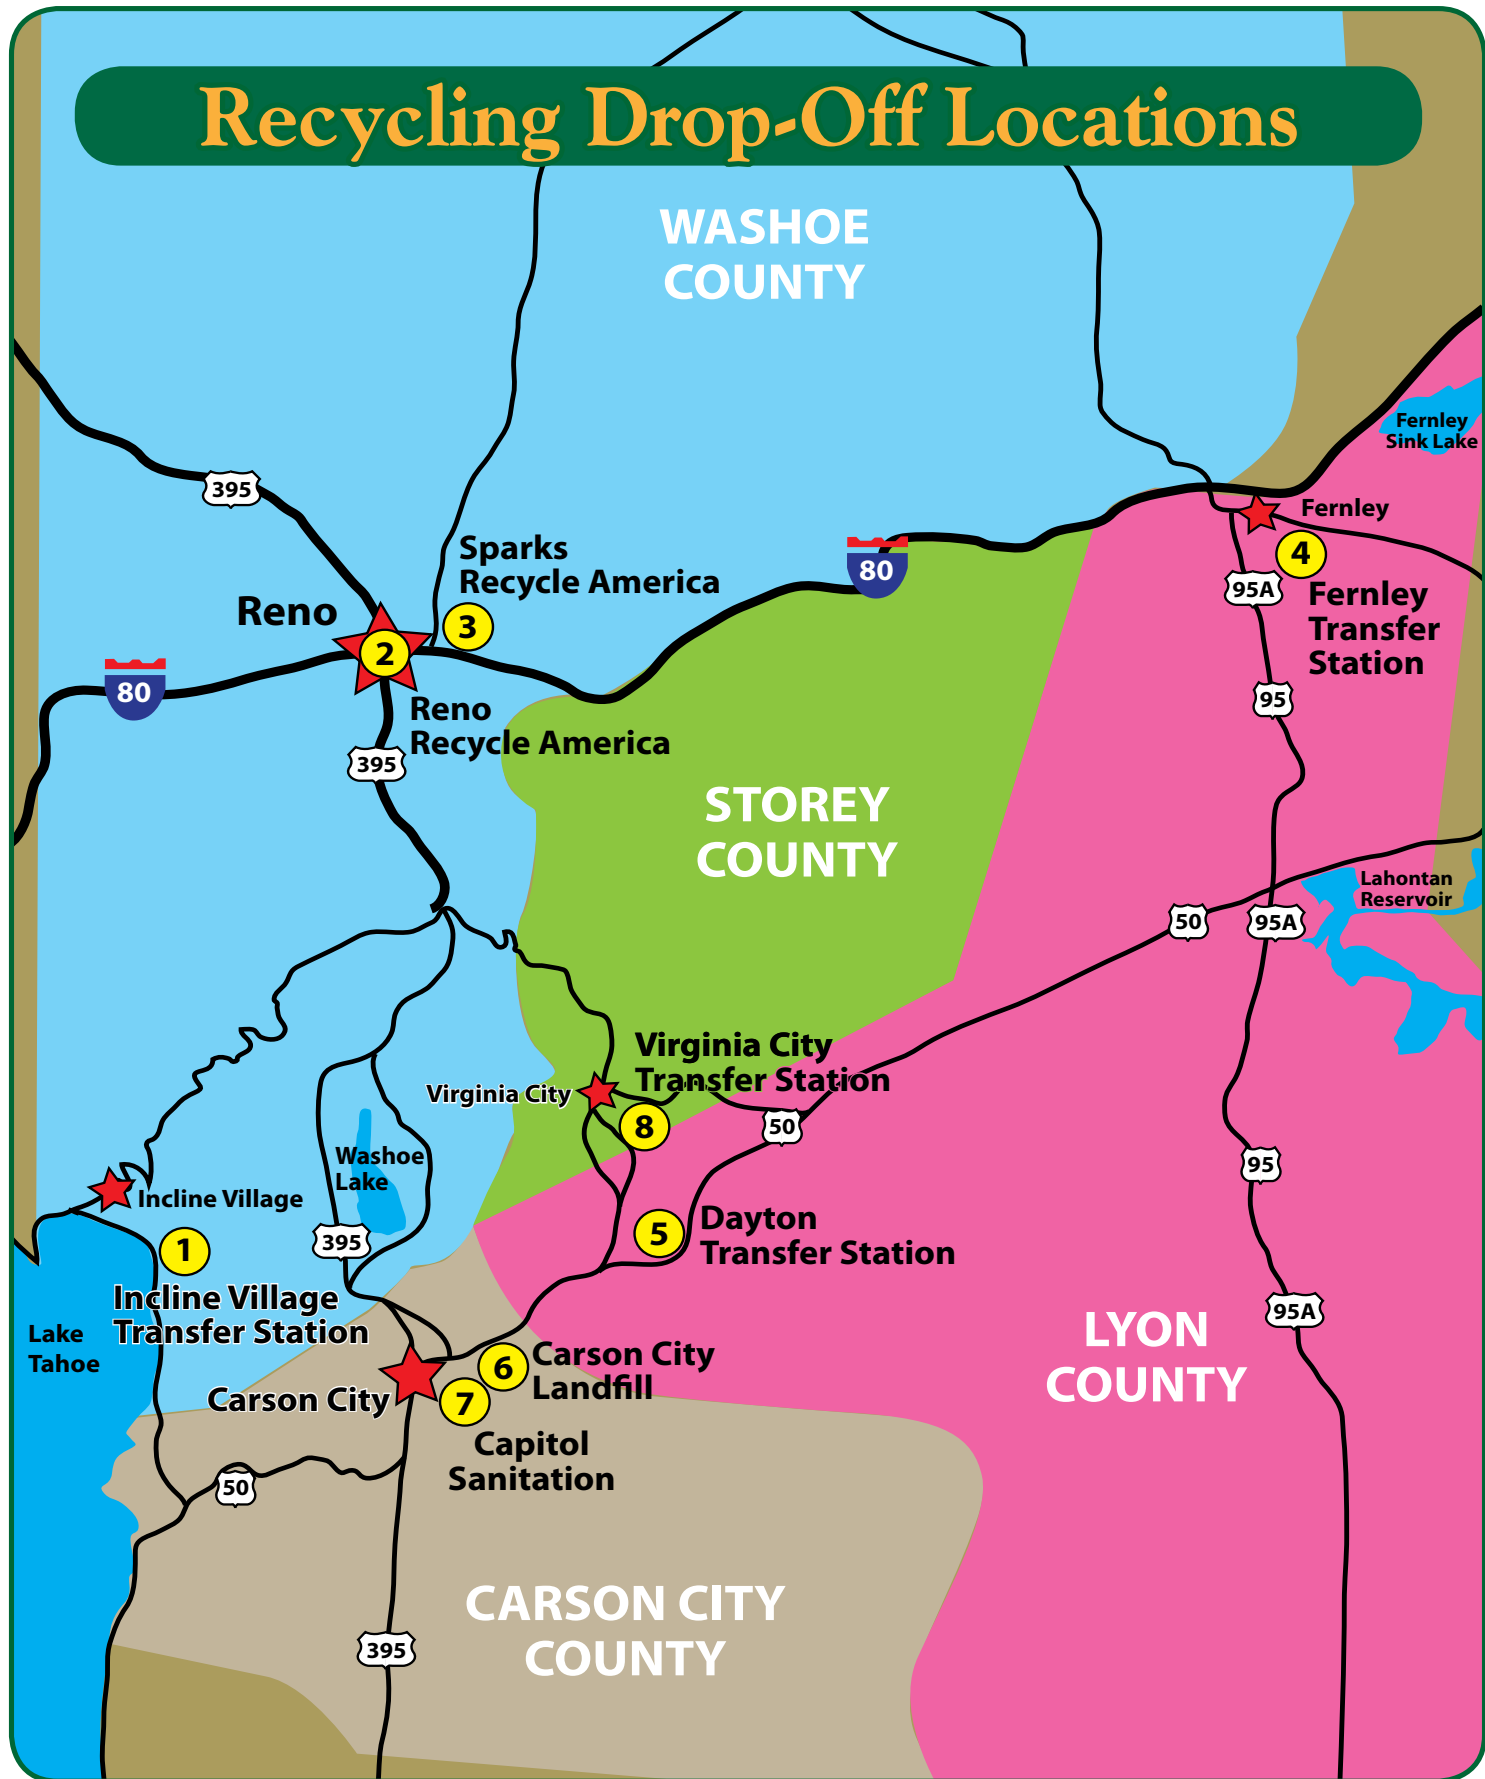 Recycling Drop-Off Locations
WASHOE
COUNTY
Fernley
Sink Lake
395
Fernley
Sparks
Recycle America
80
4
95A
Reno
3
Fernley
Transfer
Station
2
80
95
Reno
Recycle America
395
STOREY
COUNTY
Lahontan
Reservoir
50
95A
Virginia City
Transfer Station
Virginia City
8
50
Washoe
Lake
95
Incline Village
395
1
5
Dayton
Transfer Station
Incline Village
Transfer Station
95A
Lake
Tahoe
LYON
COUNTY
6
Carson City
Landfill
Carson City
7
Capitol
Sanitation
50
CARSON CITY
COUNTY
395